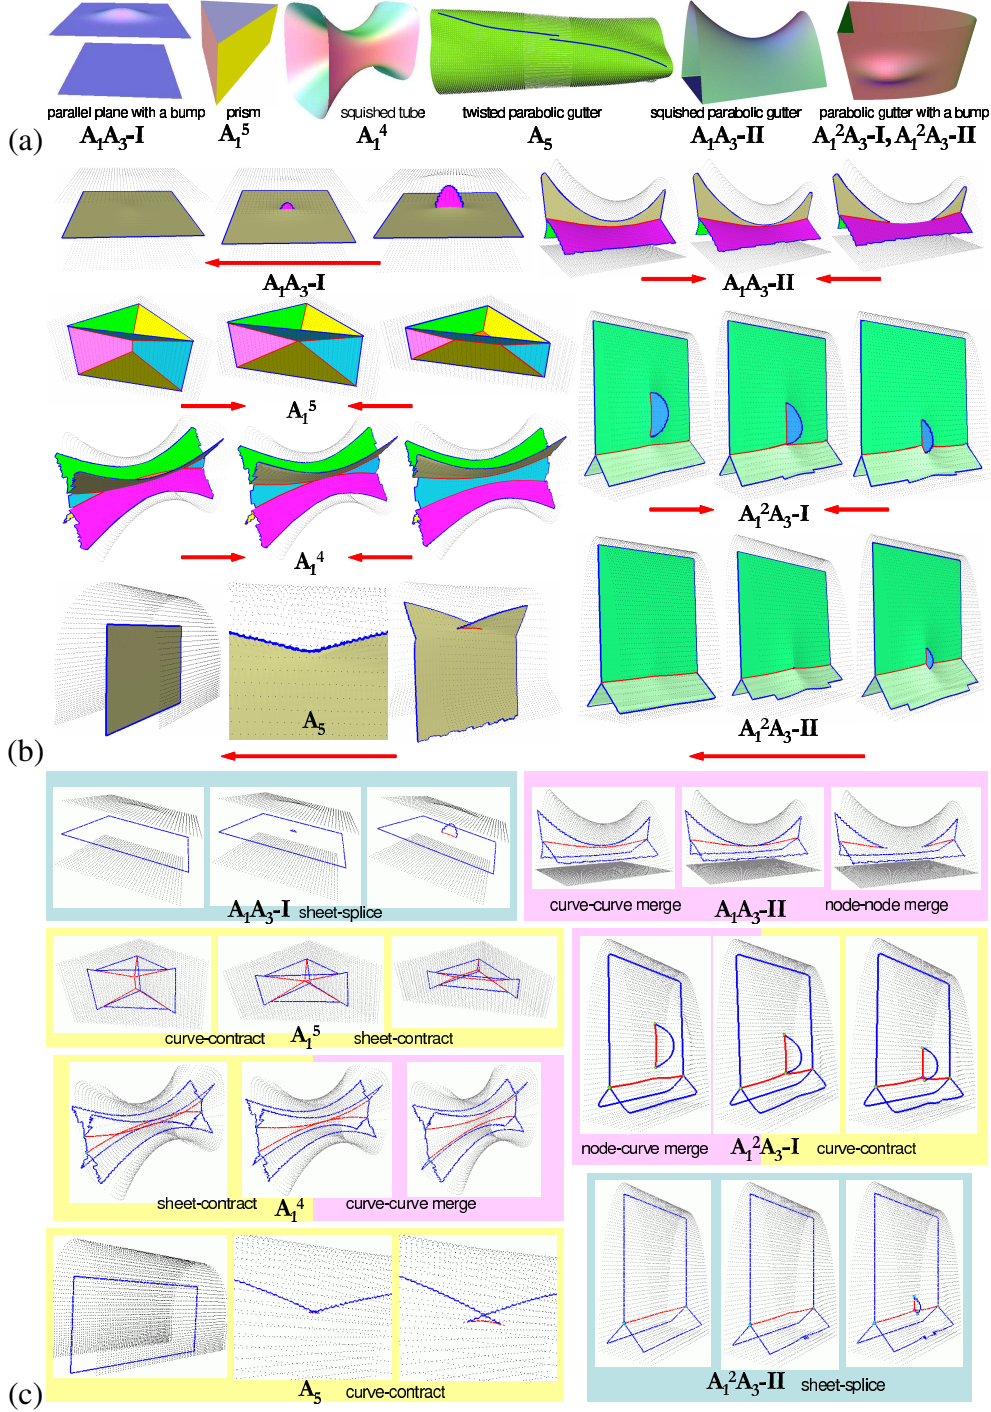 parallel plane with a bump prism squished tube twisted parabolic gutter squished parabolic gutter parabolic gutter with a bump
(a) A₁A₃-I A₁⁵ A₁⁴ A₅ A₁A₃-II A₁²A₃-I, A₁²A₃-II
A₁A₃-I A₁A₃-II
A₁⁵
A₁²A₃-I
A₁⁴
A₅ A₁²A₃-II
(b)
A₁A₃-I sheet-splice curve-curve merge A₁A₃-II node-node merge
curve-contract A₁⁵ sheet-contract
node-curve merge A₁²A₃-I curve-contract
sheet-contract A₁⁴ curve-curve merge
A₅ curve-contract A₁²A₃-II sheet-splice
(c)